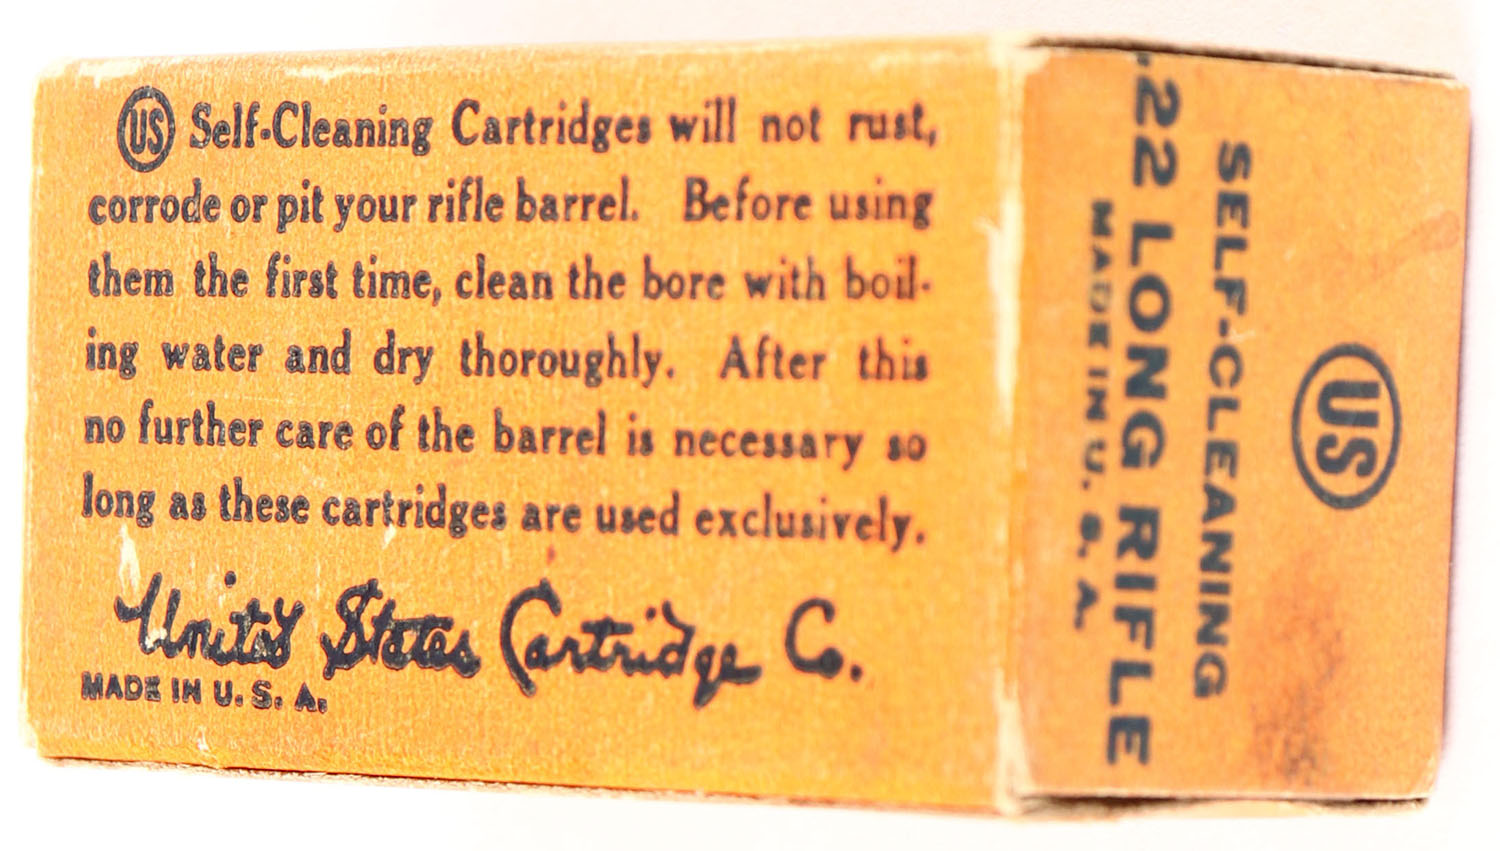 US Self-Cleaning Cartridges will not rust,
corrode or pit your rifle barrel. Before using
them the first time, clean the bore with boil-
ing water and dry thoroughly. After this
no further care of the barrel is necessary so
long as these cartridges are used exclusively.
United States Cartridge Co.
MADE IN U. S. A.
US
SELF-CLEANING
.22 LONG RIFLE
MADE IN U. S. A.